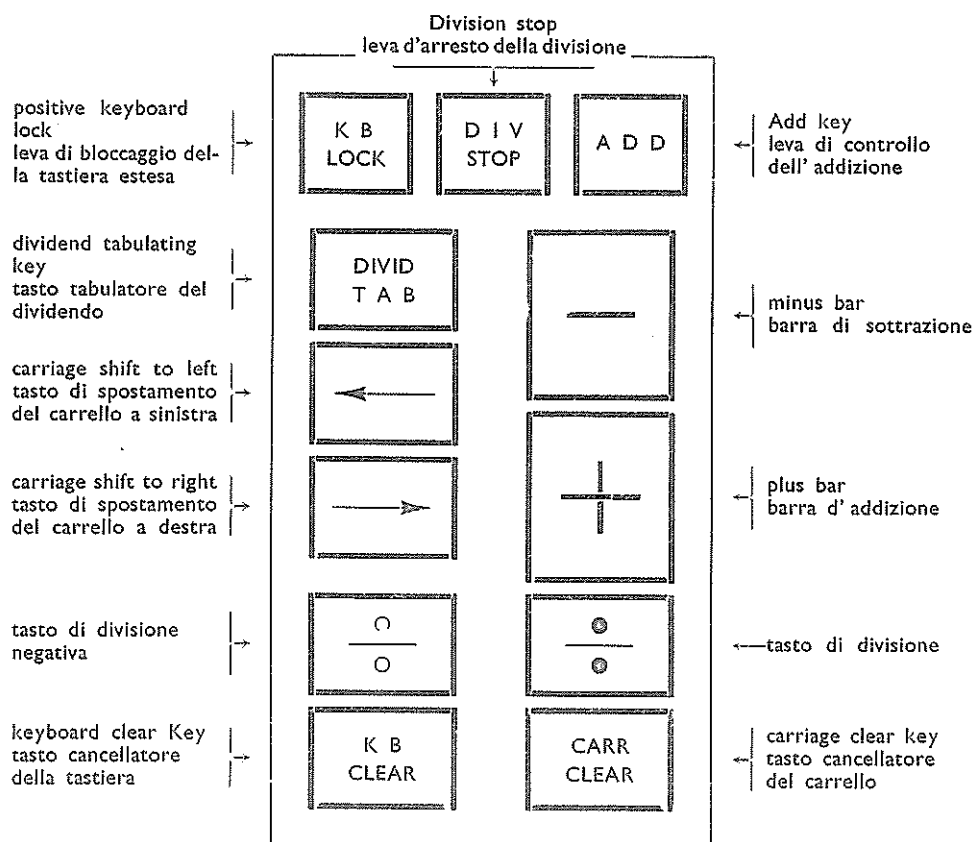 Division stop
leva d'arresto della divisione
positive keyboard
lock
leva di bloccaggio del-
la tastiera estesa
K B
LOCK
D I V
STOP
A D D
Add key
leva di controllo
dell' addizione
dividend tabulating
key
tasto tabulatore del
dividendo
DIVID
T A B
—
minus bar
barra di sottrazione
carriage shift to left
tasto di spostamento
del carrello a sinistra
carriage shift to right
tasto di spostamento
del carrello a destra
+
plus bar
barra d' addizione
tasto di divisione
negativa
÷
÷
tasto di divisione
keyboard clear Key
tasto cancellatore
della tastiera
K B
CLEAR
CARR
CLEAR
carriage clear key
tasto cancellatore
del carrello